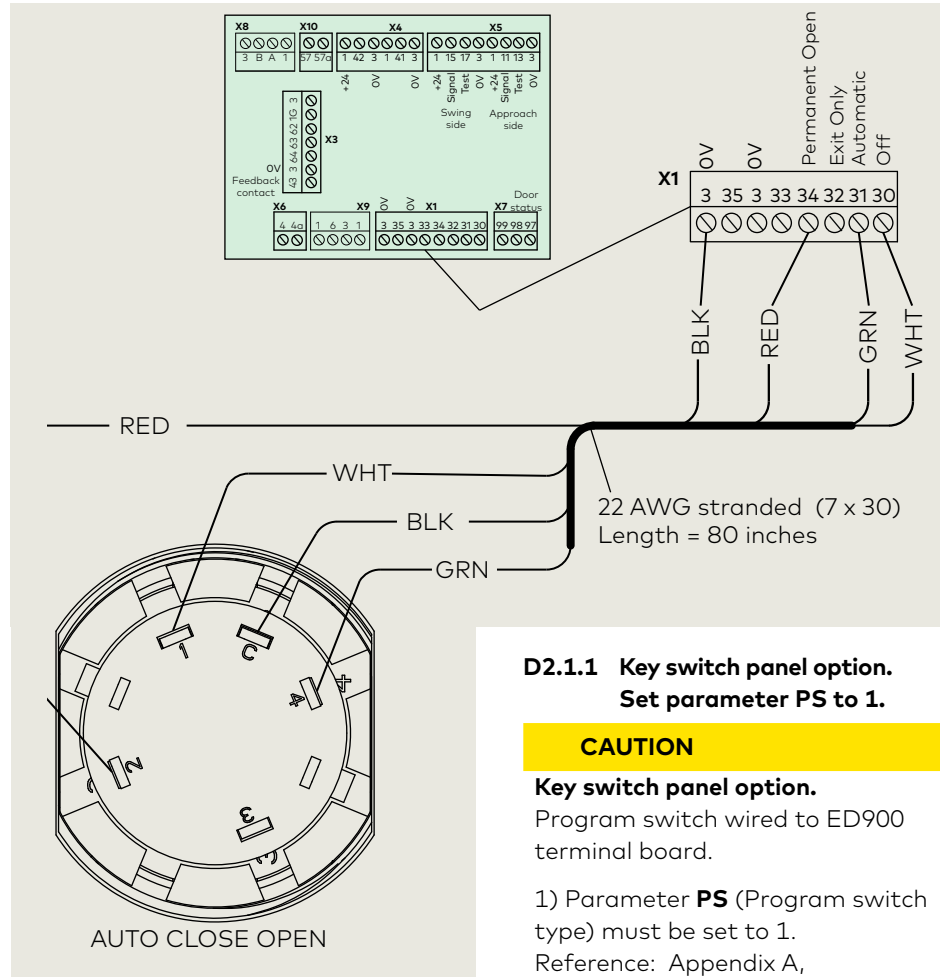 X8 X10 X4 X5
3 B A 1 57 57a 1 42 3 1 41 3 1 15 17 3 1 11 13 3
+24 0V 0V +24 Signal Test 0V +24 Signal Test 0V
Swing side
Approach side
3 1G 62 63 64 3 43
X3
0V
Feedback
contact
Door
status
X6 X9 0V 0V X1 X7
4 4a 1 6 3 1 3 35 3 33 34 32 31 30 99 98 97
0V 0V Permanent Open Exit Only Automatic Off
X1
3 35 3 33 34 32 31 30
BLK RED GRN WHT
RED
WHT
BLK
GRN
22 AWG stranded (7 x 30)
Length = 80 inches
1 C
4 4
2
3
AUTO CLOSE OPEN
D2.1.1 Key switch panel option.
Set parameter PS to 1.
CAUTION
Key switch panel option.
Program switch wired to ED900
terminal board.
1) Parameter PS (Program switch
type) must be set to 1.
Reference: Appendix A,